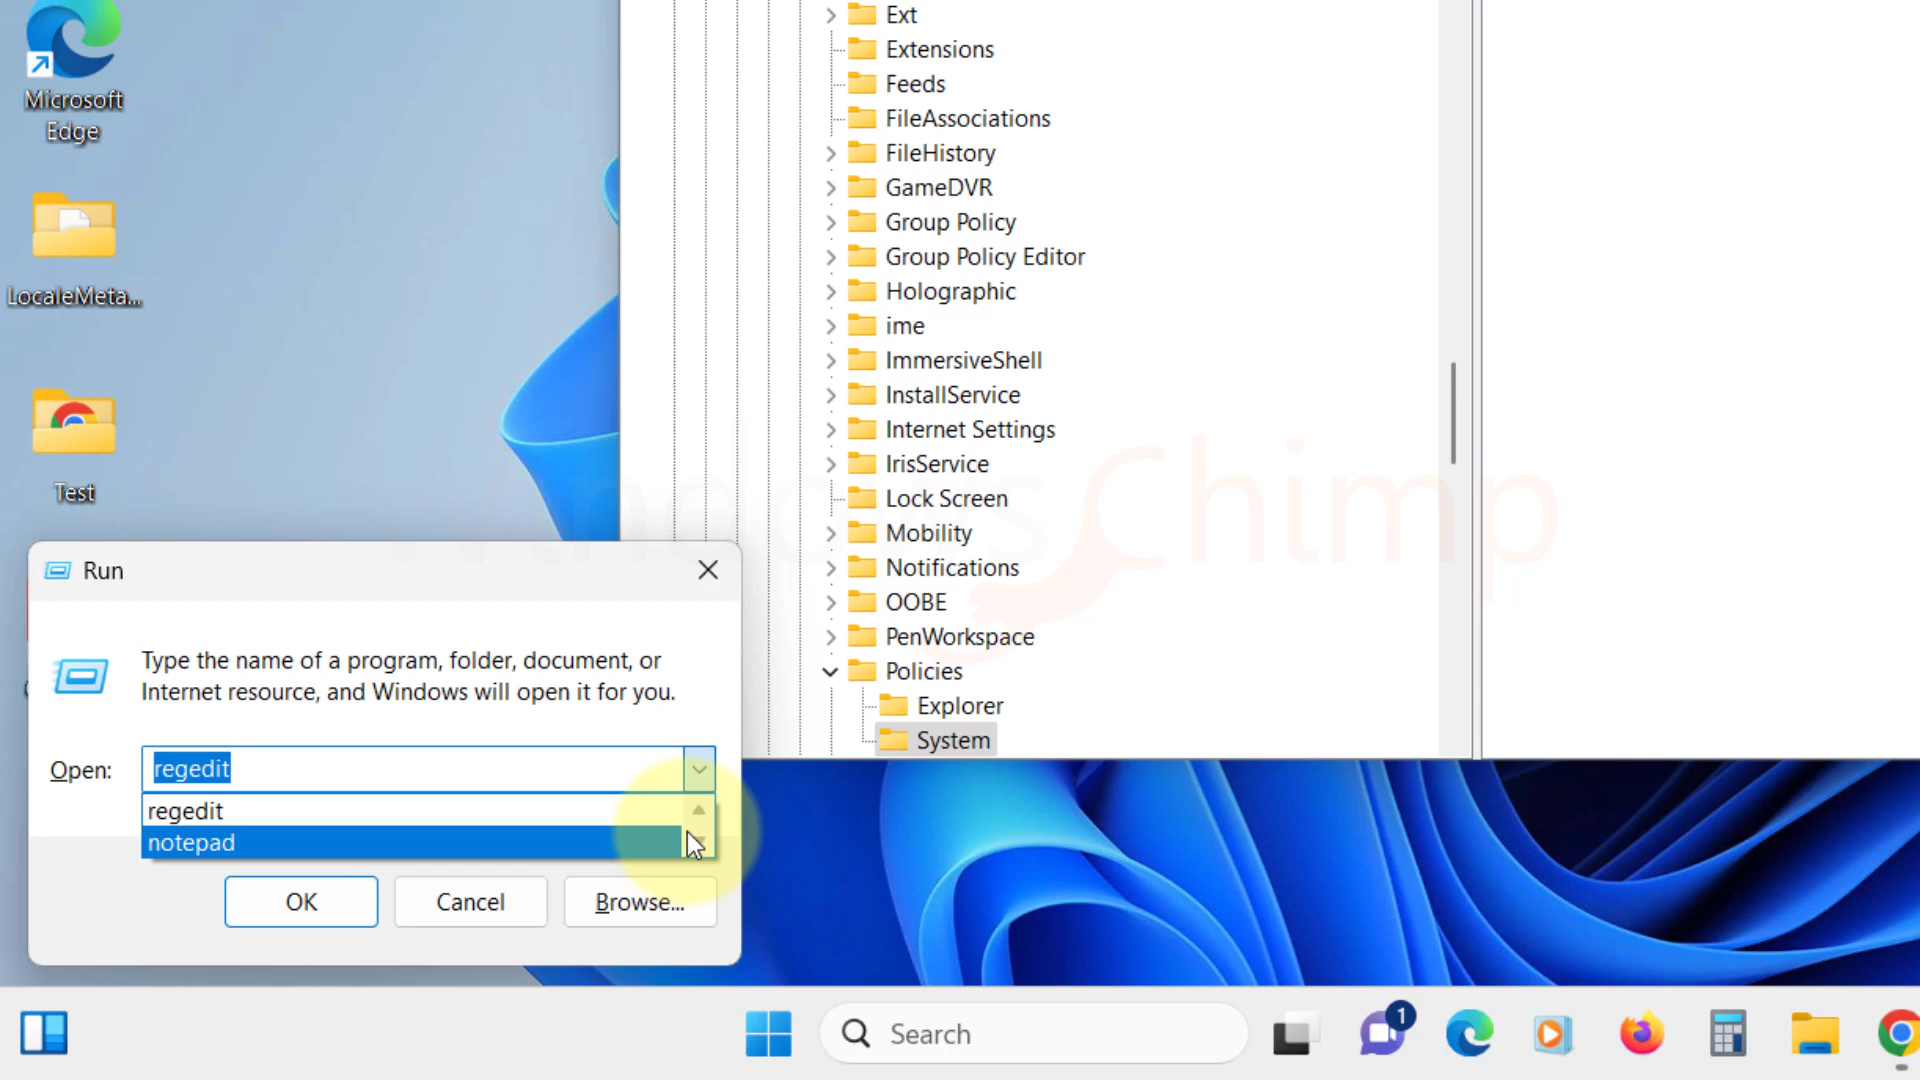 Microsoft
Edge
LocaleMeta...
Test
Ext
Extensions
Feeds
FileAssociations
FileHistory
GameDVR
Group Policy
Group Policy Editor
Holographic
ime
ImmersiveShell
InstallService
Internet Settings
IrisService
Lock Screen
Mobility
Notifications
OOBE
PenWorkspace
Policies
Explorer
System
Chimp
Run
Type the name of a program, folder, document, or
Internet resource, and Windows will open it for you.
Open:
regedit
regedit
notepad
OK
Cancel
Browse...
Search
1